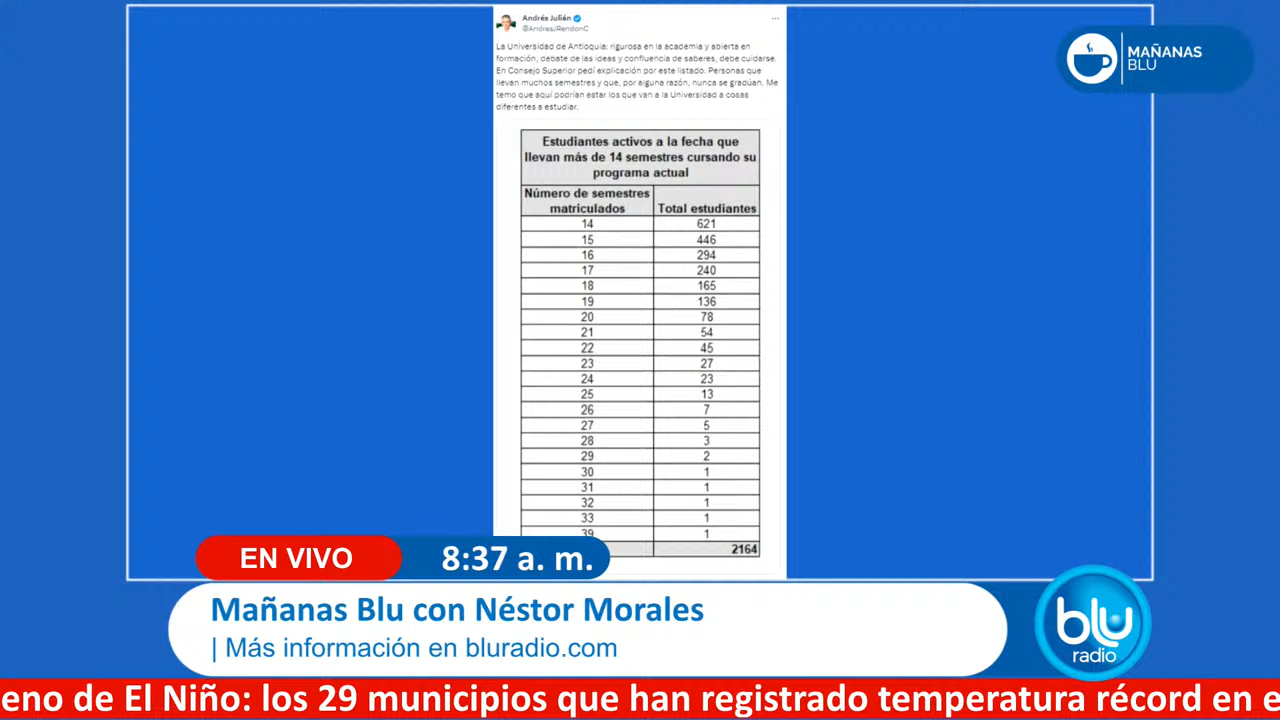 Andrés Julián
@AndresJRendonC
La Universidad de Antioquia: rigurosa en la academia y abierta en
formación, debate de las ideas y confluencia de saberes, debe cuidarse.
En Consejo Superior pedí explicación por este listado. Personas que
llevan muchos semestres y que, por alguna razón, nunca se gradúan. Me
temo que aquí podrían estar los que van a la Universidad a cosas
diferentes a estudiar.
MAÑANAS
BLU
Estudiantes activos a la fecha que
llevan más de 14 semestres cursando su
programa actual
Número de semestres
matriculados Total estudiantes
14 621
15 446
16 294
17 240
18 165
19 136
20 78
21 54
22 45
23 27
24 23
25 13
26 7
27 5
28 3
29 2
30 1
31 1
32 1
33 1
39 1
2164
EN VIVO 8:37 a. m.
Mañanas Blu con Néstor Morales
| Más información en bluradio.com
blu
radio
eno de El Niño: los 29 municipios que han registrado temperatura récord en e